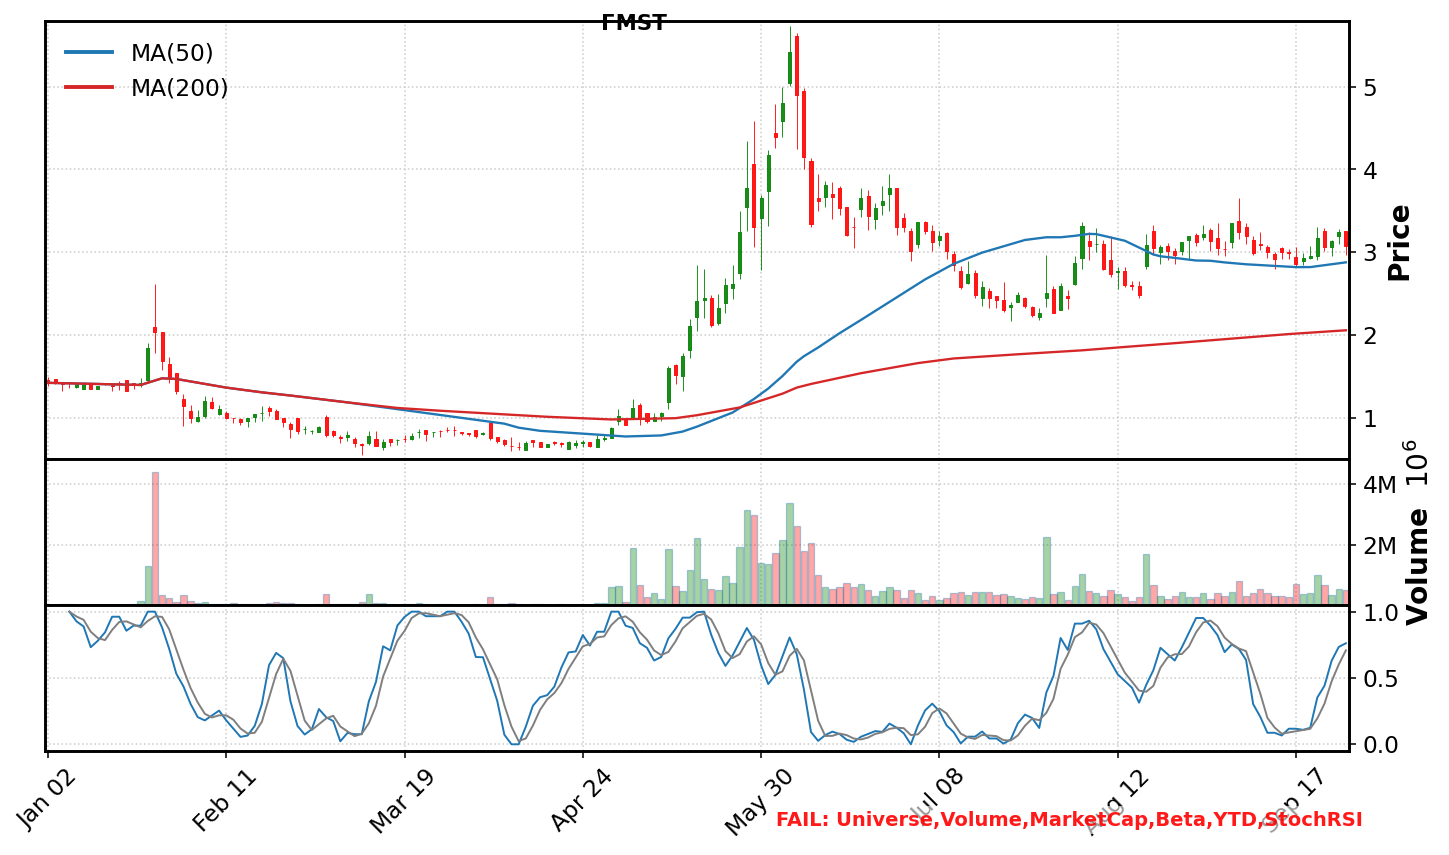 FMST
MA(50)
MA(200)
5
4
3
2
1
Price
4M
2M
Volume 10^6
1.0
0.5
0.0
Jan 02
Feb 11
Mar 19
Apr 24
May 30
Jul 08
Aug 12
Sep 17
FAIL: Universe,Volume,MarketCap,Beta,YTD,StochRSI